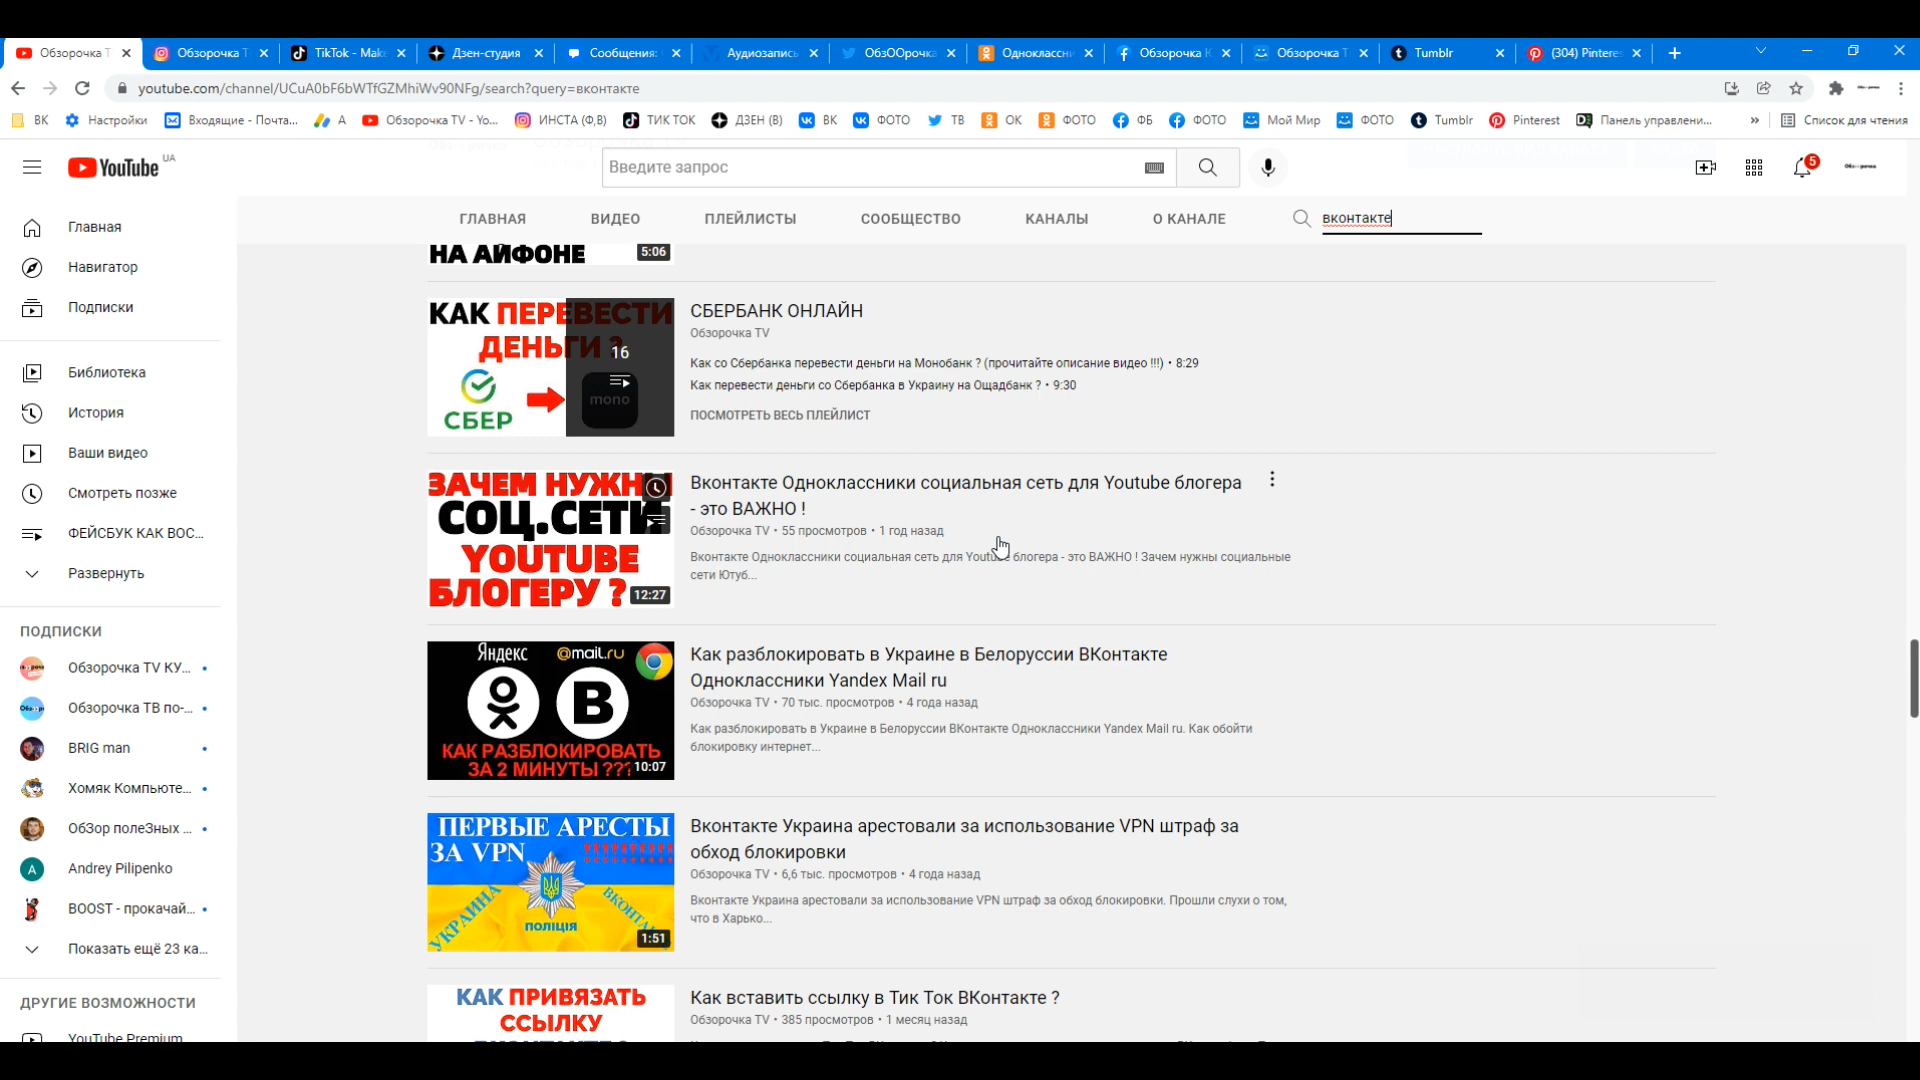 Обзорочка T
Обзорочка T
TikTok - Make
Дзен-студия
Сообщения:
Аудиозапись
ОбзООрочка
Одноклассни
Обзорочка К
Обзорочка T
Tumblr
(304) Pinteres
youtube.com/channel/UCuA0bF6bWTfGZMhiWv90NFg/search?query=вконтакте
ВК
Настройки
Входящие - Почта...
А
Обзорочка TV - Yo...
ИНСТА (Ф,В)
ТИК ТОК
ДЗЕН (В)
ВК
ФОТО
ТВ
ОК
ФОТО
ФБ
ФОТО
Мой Мир
ФОТО
Tumblr
Pinterest
Панель управлени...
»
Список для чтения
YouTube UA
Введите запрос
5
ГЛАВНАЯ
ВИДЕО
ПЛЕЙЛИСТЫ
СООБЩЕСТВО
КАНАЛЫ
О КАНАЛЕ
вконтакте
Главная
Навигатор
Подписки
Библиотека
История
Ваши видео
Смотреть позже
ФЕЙСБУК КАК ВОС...
Развернуть
ПОДПИСКИ
Обзорочка TV КУ...
Обзорочка ТВ по-...
BRIG man
Хомяк Компьюте...
ОбЗор полеЗных ...
Andrey Pilipenko
BOOST - прокачай...
Показать ещё 23 ка...
ДРУГИЕ ВОЗМОЖНОСТИ
YouTube Premium
НА АЙФОНЕ
5:06
КАК ПЕРЕВЕСТИ
ДЕНЬГИ ?
16
СБЕР
mono
СБЕРБАНК ОНЛАЙН
Обзорочка TV
Как со Сбербанка перевести деньги на Монобанк ? (прочитайте описание видео !!!) • 8:29
Как перевести деньги со Сбербанка в Украину на Ощадбанк ? • 9:30
ПОСМОТРЕТЬ ВЕСЬ ПЛЕЙЛИСТ
ЗАЧЕМ НУЖНЫ
СОЦ.СЕТИ
YOUTUBE
БЛОГЕРУ ?
12:27
Вконтакте Одноклассники социальная сеть для Youtube блогера
- это ВАЖНО !
Обзорочка TV • 55 просмотров • 1 год назад
Вконтакте Одноклассники социальная сеть для Youtube блогера - это ВАЖНО ! Зачем нужны социальные
сети Ютуб...
Яндекс
@mail.ru
В
КАК РАЗБЛОКИРОВАТЬ
ЗА 2 МИНУТЫ ???
10:07
Как разблокировать в Украине в Белоруссии ВКонтакте
Одноклассники Yandex Mail ru
Обзорочка TV • 70 тыс. просмотров • 4 года назад
Как разблокировать в Украине в Белоруссии ВКонтакте Одноклассники Yandex Mail ru. Как обойти
блокировку интернет...
ПЕРВЫЕ АРЕСТЫ
ЗА VPN !!!!!!!!!!
УКРАИНА
ВКОНТАКТЕ
ПОЛІЦІЯ
1:51
Вконтакте Украина арестовали за использование VPN штраф за
обход блокировки
Обзорочка TV • 6,6 тыс. просмотров • 4 года назад
Вконтакте Украина арестовали за использование VPN штраф за обход блокировки. Прошли слухи о том,
что в Харько...
КАК ПРИВЯЗАТЬ
ССЫЛКУ
Как вставить ссылку в Тик Ток ВКонтакте ?
Обзорочка TV • 385 просмотров • 1 месяц назад